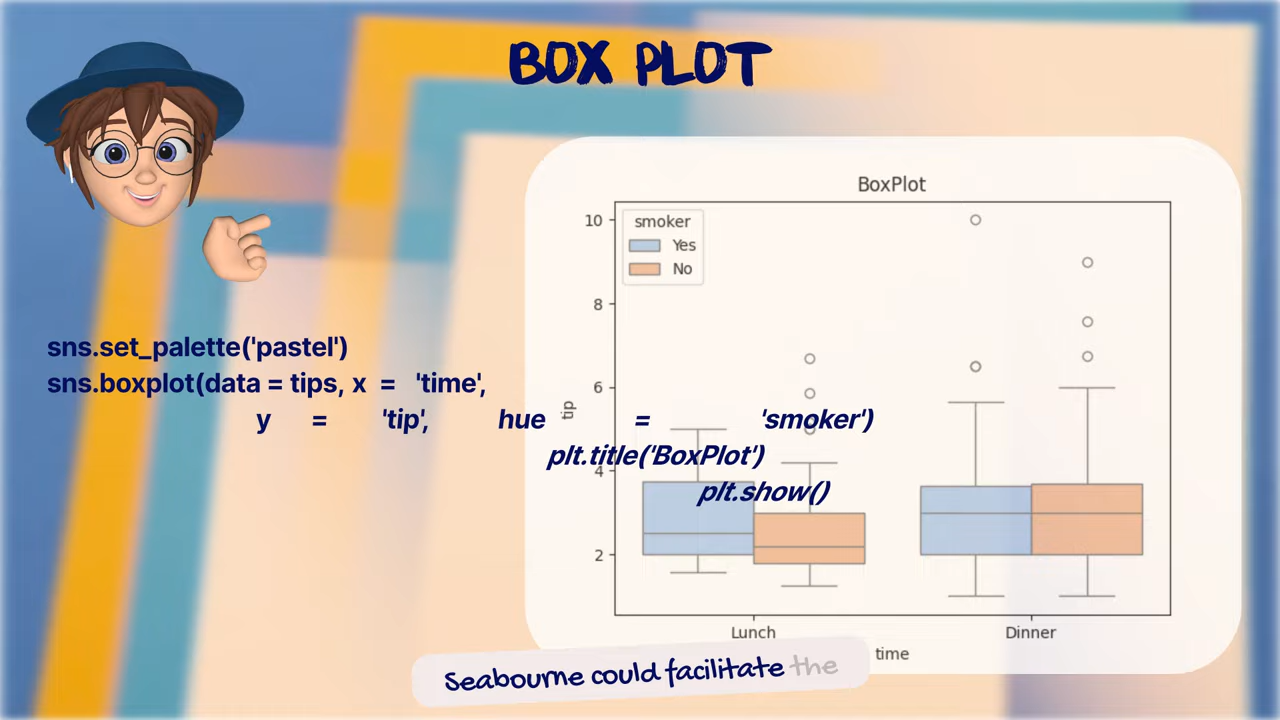 BOX PLOT
BoxPlot
10
8
6
4
2
smoker
Yes
No
tip
Lunch
Dinner
time
sns.set_palette('pastel')
sns.boxplot(data = tips, x = 'time',
y = 'tip', hue = 'smoker')
plt.title('BoxPlot')
plt.show()
Seabourne could facilitate the